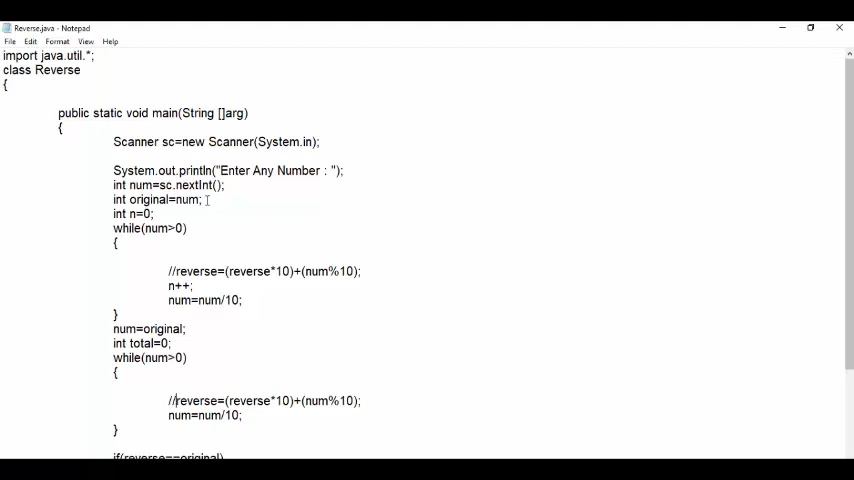 Reverse.java - Notepad
File Edit Format View Help
import java.util.*;
class Reverse
{
public static void main(String []arg)
{
Scanner sc=new Scanner(System.in);
System.out.println("Enter Any Number : ");
int num=sc.nextInt();
int original=num;
int n=0;
while(num>0)
{
//reverse=(reverse*10)+(num%10);
n++;
num=num/10;
}
num=original;
int total=0;
while(num>0)
{
//reverse=(reverse*10)+(num%10);
num=num/10;
}
if(reverse==original)